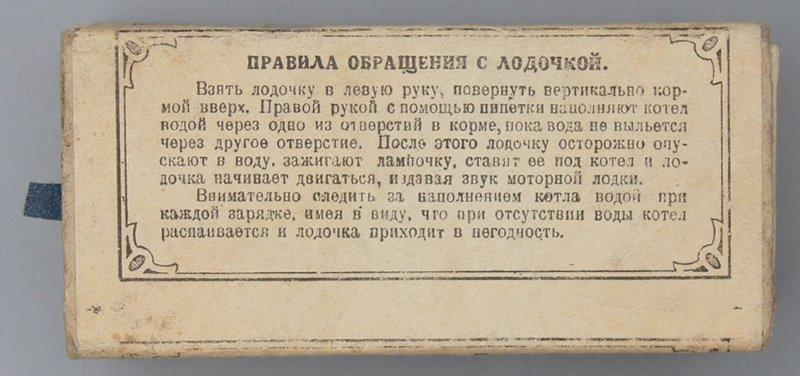 ПРАВИЛА ОБРАЩЕНИЯ С ЛОДОЧКОЙ.
Взять лодочку в левую руку, повернуть вертикально кор-
мой вверх. Правой рукой с помощью пипетки наполняют котел
водой через одно из отверстий в корме, пока вода не выльется
через другое отверстие. После этого лодочку осторожно опу-
скают в воду, зажигают лампочку, ставят ее под котел и ло-
дочка начинает двигаться, издавая звук моторной лодки.
Внимательно следить за наполнением котла водой при
каждой зарядке, имея в виду, что при отсутствии воды котел
распаивается и лодочка приходит в негодность.